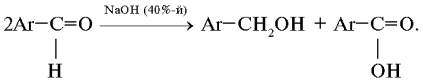 NaOH (40%-й)
2Ar–C=O → Ar–CH₂OH + Ar–C=O.
H OH